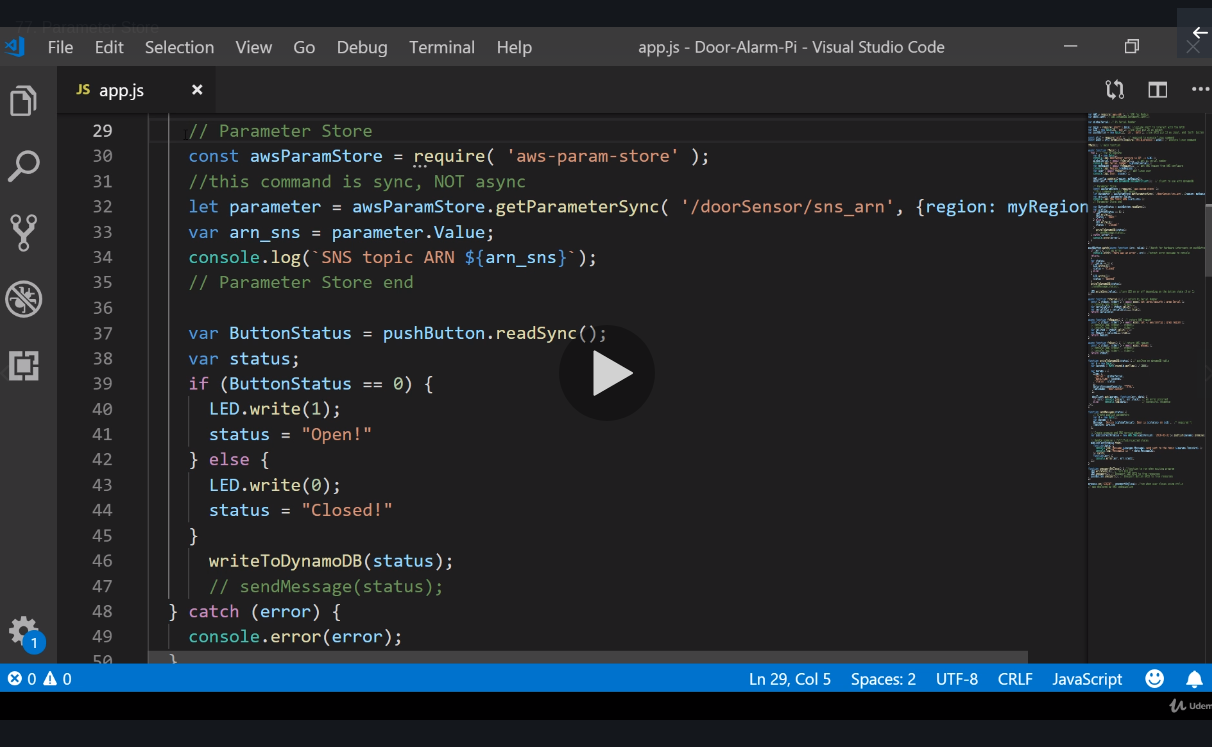 77. Parameter Store
File Edit Selection View Go Debug Terminal Help app.js - Door-Alarm-Pi - Visual Studio Code
JS app.js
29 // Parameter Store
30 const awsParamStore = require( 'aws-param-store' );
31 //this command is sync, NOT async
32 let parameter = awsParamStore.getParameterSync( '/doorSensor/sns_arn', {region: myRegion
33 var arn_sns = parameter.Value;
34 console.log(`SNS topic ARN ${arn_sns}`);
35 // Parameter Store end
36
37 var ButtonStatus = pushButton.readSync();
38 var status;
39 if (ButtonStatus == 0) {
40 LED.write(1);
41 status = "Open!"
42 } else {
43 LED.write(0);
44 status = "Closed!"
45 }
46 writeToDynamoDB(status);
47 // sendMessage(status);
48 } catch (error) {
49 console.error(error);
50 }
1
0 0 Ln 29, Col 5 Spaces: 2 UTF-8 CRLF JavaScript
Udem